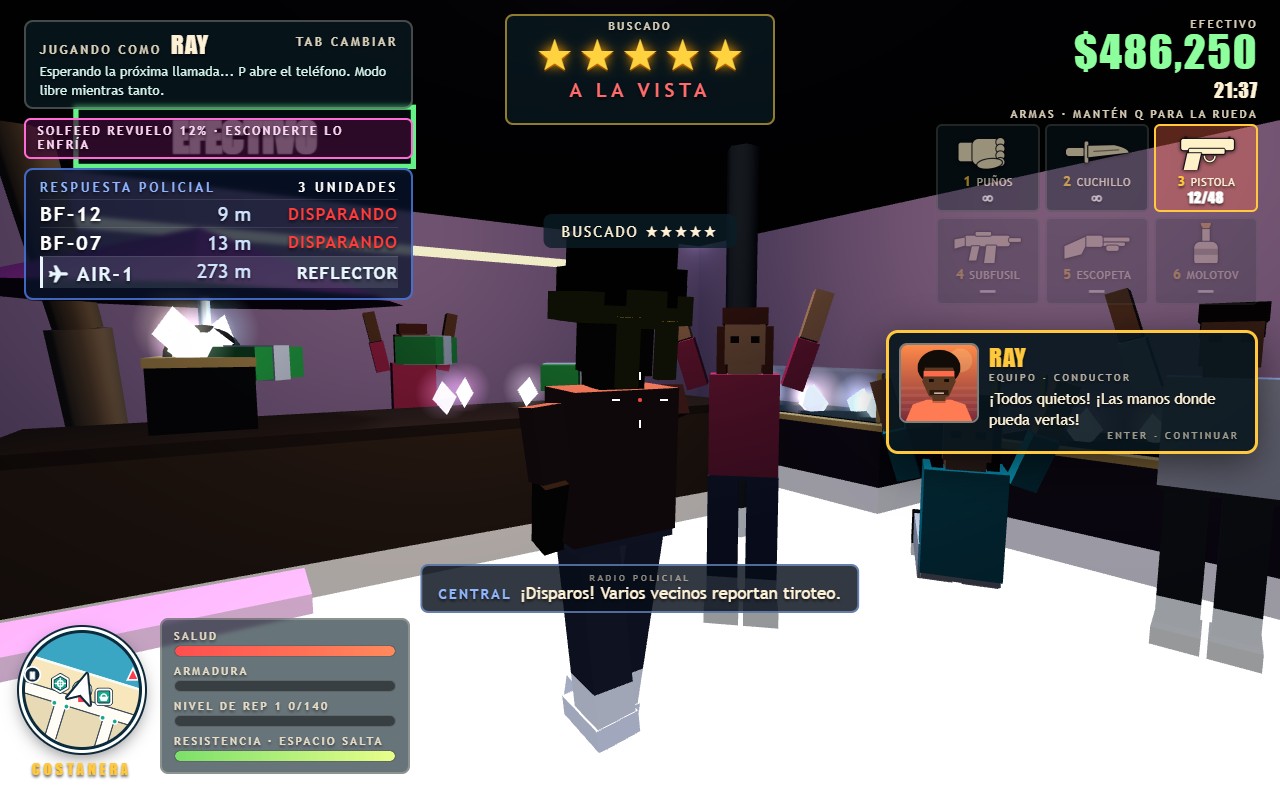 JUGANDO COMO RAY
TAB CAMBIAR
Esperando la próxima llamada... P abre el teléfono. Modo
libre mientras tanto.
SOLFEED REVUELO 12% · ESCONDERTE LO
ENFRÍA
EFECTIVO
RESPUESTA POLICIAL 3 UNIDADES
BF-12 9 m DISPARANDO
BF-07 13 m DISPARANDO
AIR-1 273 m REFLECTOR
BUSCADO
★★★★★
A LA VISTA
BUSCADO ★★★★★
EFECTIVO
$486,250
21:37
ARMAS · MANTÉN Q PARA LA RUEDA
1 PUÑOS
∞
2 CUCHILLO
∞
3 PISTOLA
12/48
4 SUBFUSIL
—
5 ESCOPETA
—
6 MOLOTOV
—
RAY
EQUIPO · CONDUCTOR
¡Todos quietos! ¡Las manos donde
pueda verlas!
ENTER · CONTINUAR
RADIO POLICIAL
CENTRAL ¡Disparos! Varios vecinos reportan tiroteo.
SALUD
ARMADURA
NIVEL DE REP 1 0/140
RESISTENCIA · ESPACIO SALTA
COSTANERA